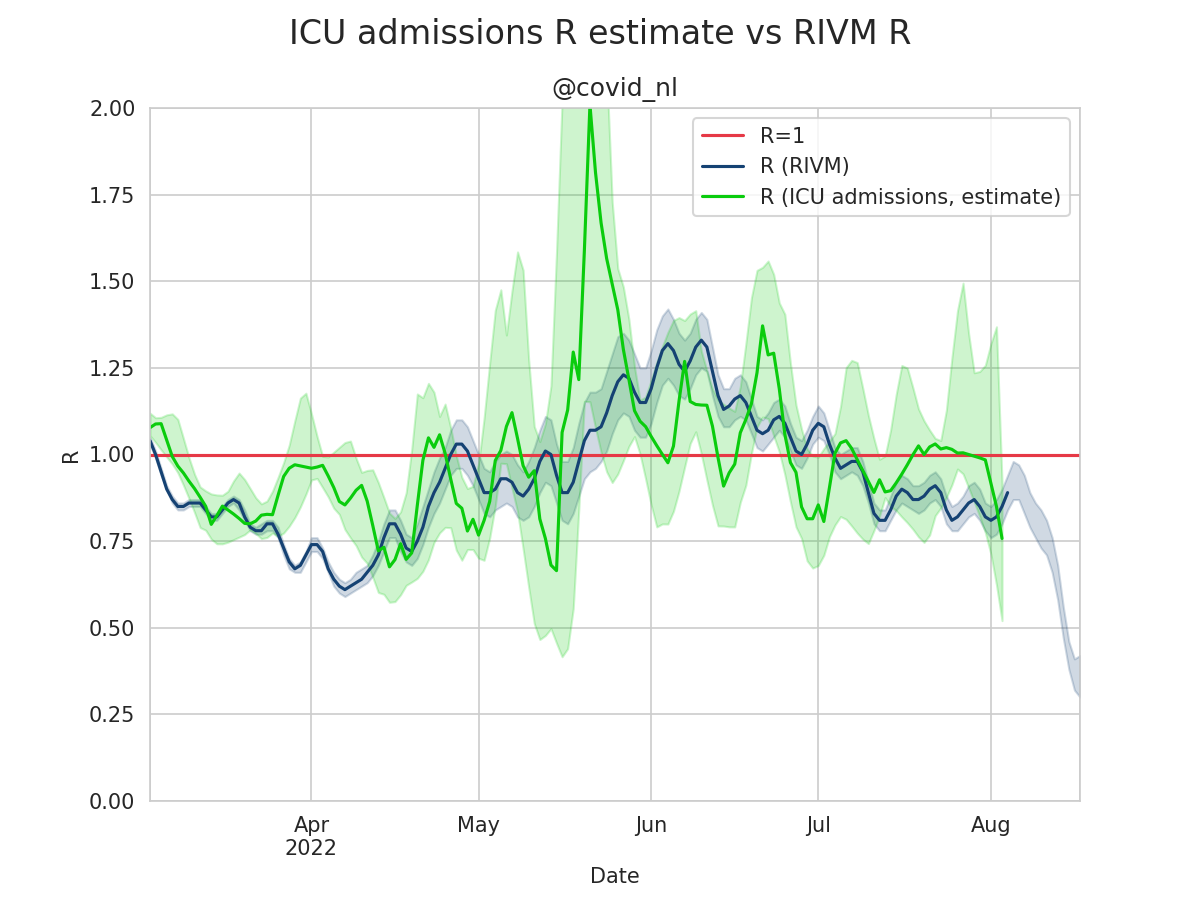 ICU admissions R estimate vs RIVM R
@covid_nl
R=1
R (RIVM)
R (ICU admissions, estimate)
2.00
1.75
1.50
1.25
1.00
0.75
0.50
0.25
0.00
R
Apr
2022
May
Jun
Jul
Aug
Date